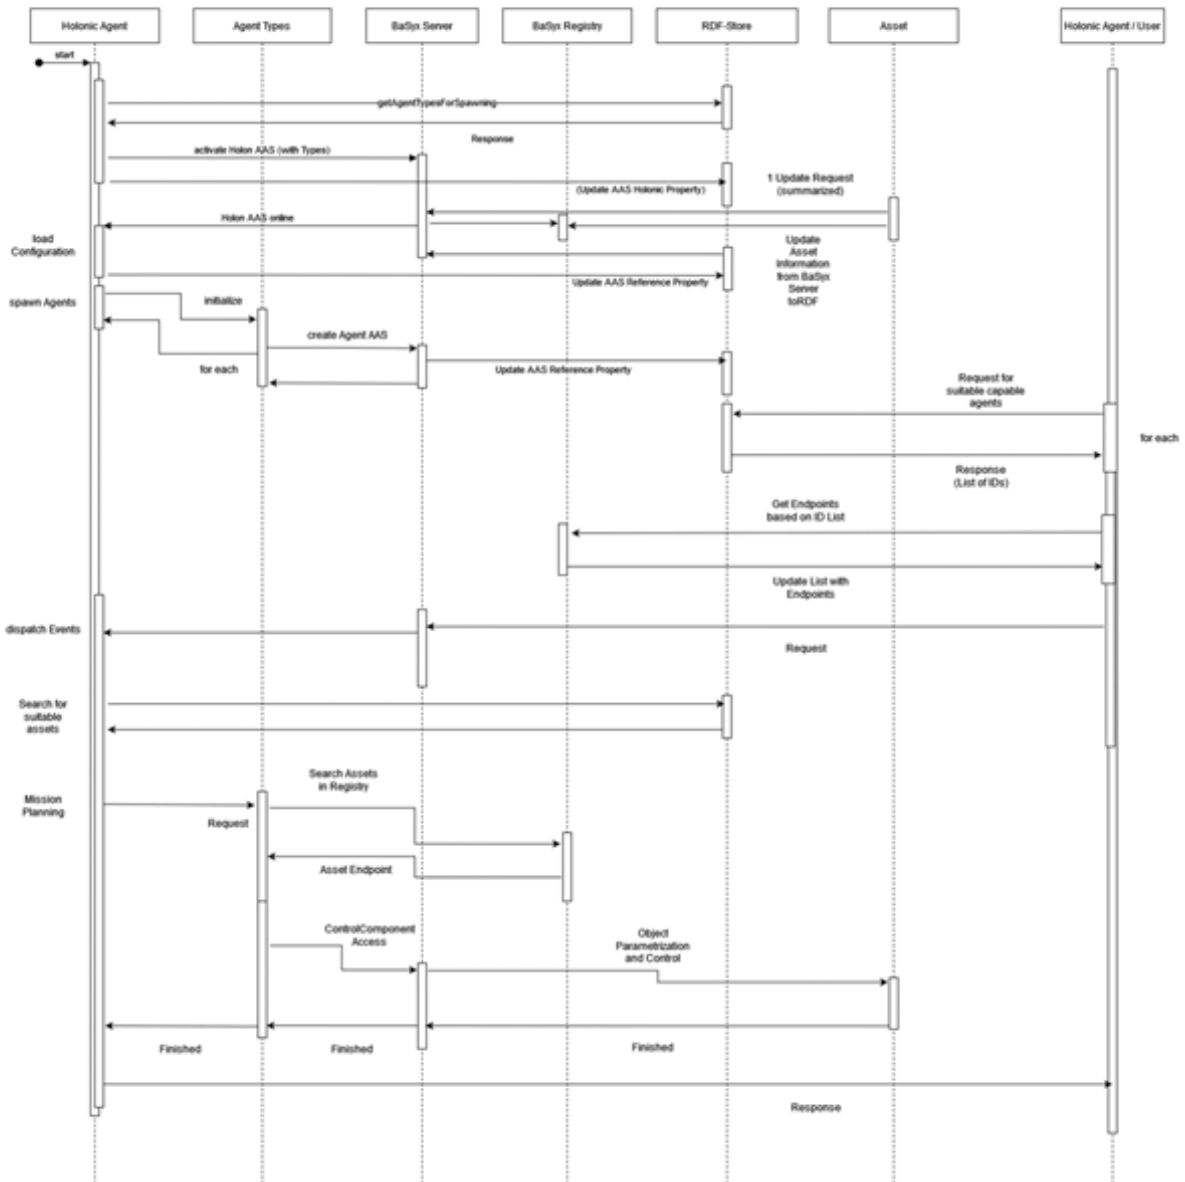 Holonic Agent
Agent Types
BaSyx Server
BaSyx Registry
RDF-Store
Asset
Holonic Agent / User
start
getAgentTypesForSpawning
Response
activate Holon AAS (with Types)
(Update AAS Holonic Property)
1 Update Request
(summarized)
Holon AAS online
load
Configuration
Update
Asset
Information
from BaSyx
Server
toRDF
Update AAS Reference Property
spawn Agents
initialize
create Agent AAS
for each
Update AAS Reference Property
Request for
suitable capable
agents
for each
Response
(List of IDs)
Get Endpoints
based on ID List
Update List with
Endpoints
dispatch Events
Request
Search for
suitable
assets
Search Assets
in Registry
Mission
Planning
Request
Asset Endpoint
ControlComponent
Access
Object
Parametrization
and Control
Finished
Finished
Finished
Response